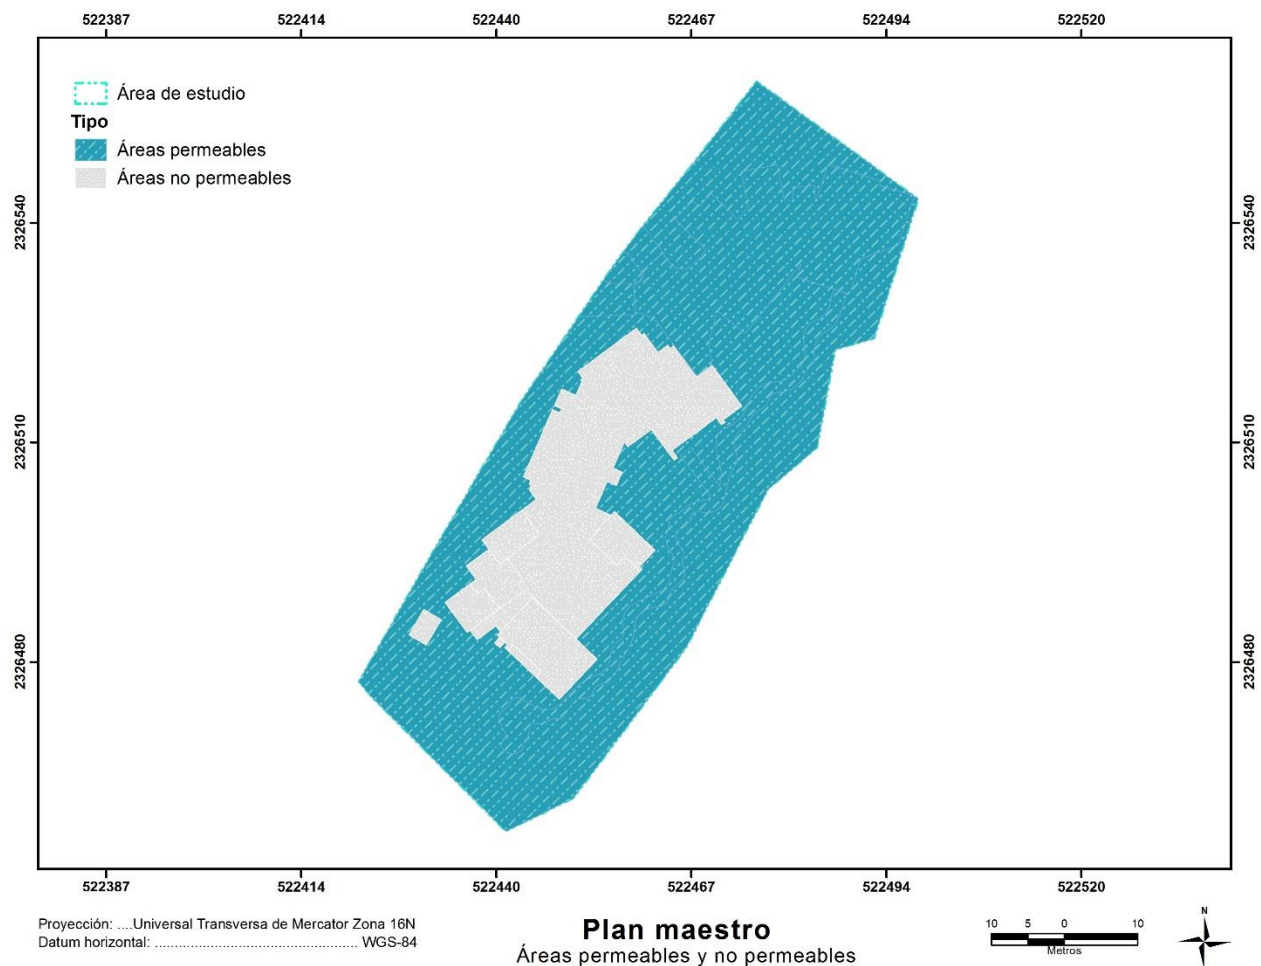 522387 522414 522440 522467 522494 522520
Área de estudio
Tipo
Áreas permeables
Áreas no permeables
2326540 2326540
2326510 2326510
2326480 2326480
522387 522414 522440 522467 522494 522520
Proyección: ....Universal Transversa de Mercator Zona 16N
Datum horizontal: ................................................. WGS-84
Plan maestro
Áreas permeables y no permeables
10 5 0 10
Metros
N